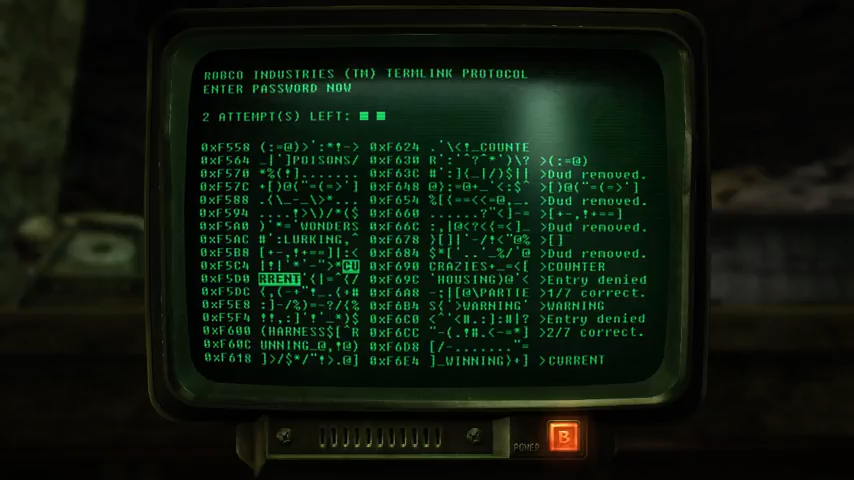 ROBCO INDUSTRIES (TM) TERMLINK PROTOCOL
ENTER PASSWORD NOW
2 ATTEMPT(S) LEFT: ■ ■
0xF558 (:=@)>':*!-> 0xF624 .'\<!_COUNTE
0xF564 _|']POISONS/ 0xF630 R':'^?^*')\? >(:=@)
0xF570 *%(!]....... 0xF63C #':](_|/)$|| >Dud removed.
0xF57C +[)@("=(=>'] 0xF648 @):=@+_'<:$^ >[)@("=(=>']
0xF588 .(\_-_\>.... 0xF654 %[(==<<=@,.. >Dud removed.
0xF594 ....!>\)/*($ 0xF660 .......?"<]-= >[+-,!+==]
0xF5A0 )'*='WONDERS 0xF66C :,|@<?<{=<]_ >Dud removed.
0xF5AC #':LURKING,^ 0xF678 )[]|'-/!<"@% >[]
0xF5B8 [+-,!+==]|:< 0xF684 $*['..'_%/'@ >Dud removed.
0xF5C4 |!|'*'-">*CU 0xF690 CRAZIES+_=<[ >COUNTER
0xF5D0 RRENT'<|=^</ 0xF69C 'HOUSING)@'< >Entry denied
0xF5DC (,(-+"!_.(+# 0xF6A8 -;|[@\PARTIE >1/7 correct.
0xF5E8 :]-/%)=-?/<% 0xF6B4 S{'>WARNING' >WARNING
0xF5F4 !!,:]'!'_*)$ 0xF6C0 ^'^<#.:]:#]? >Entry denied
0xF600 (HARNESS$[^R 0xF6CC "-(.!#.<-=*] >2/7 correct.
0xF60C UNNING_@,!@) 0xF6D8 [/-......."=
0xF618 ]>/$*/"!>.@] 0xF6E4 ]_WINNING}+] >CURRENT
POWER
B